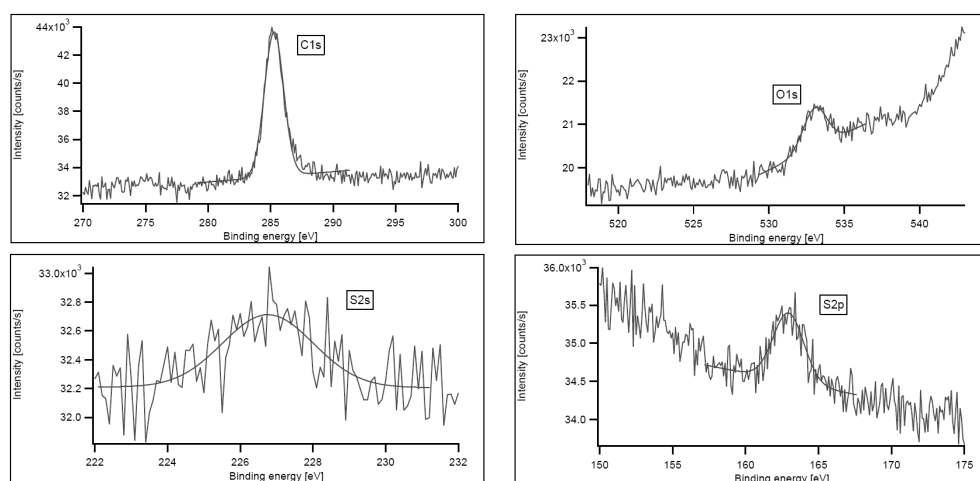 44x10³
42
40
38
36
34
32
Intensity [counts/s]
C1s
270 275 280 285 290 295 300
Binding energy [eV]
23x10³
22
21
20
Intensity [counts/s]
O1s
520 525 530 535 540
Binding energy [eV]
33.0x10³
32.8
32.6
32.4
32.2
32.0
Intensity [counts/s]
S2s
222 224 226 228 230 232
Binding energy [eV]
36.0x10³
35.5
35.0
34.5
34.0
Intensity [counts/s]
S2p
150 155 160 165 170 175
Binding energy [eV]